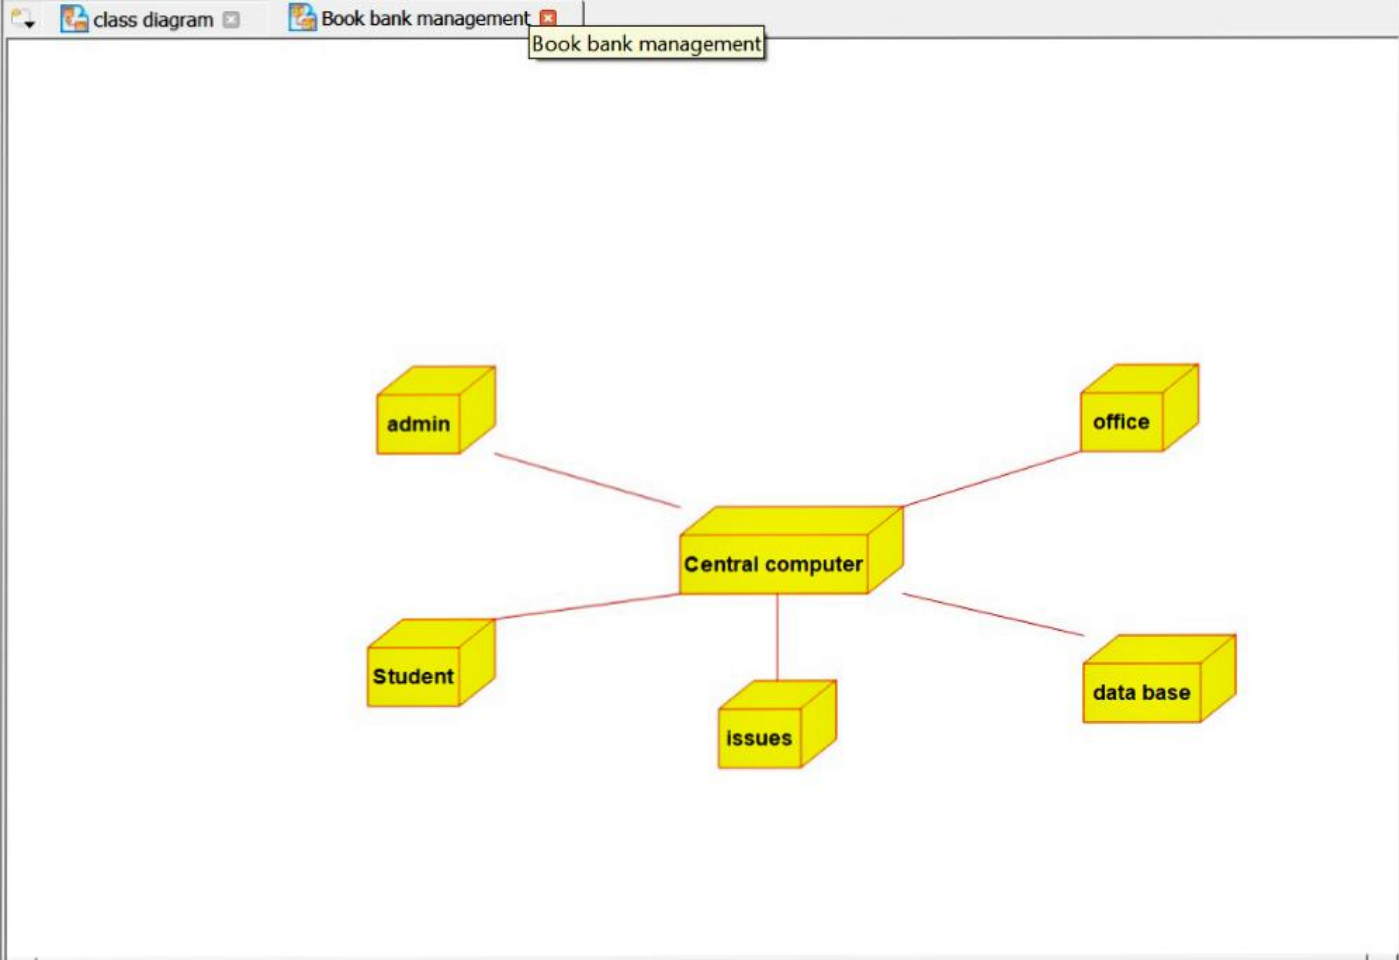 class diagram
Book bank management
Book bank management
admin
office
Central computer
Student
data base
issues